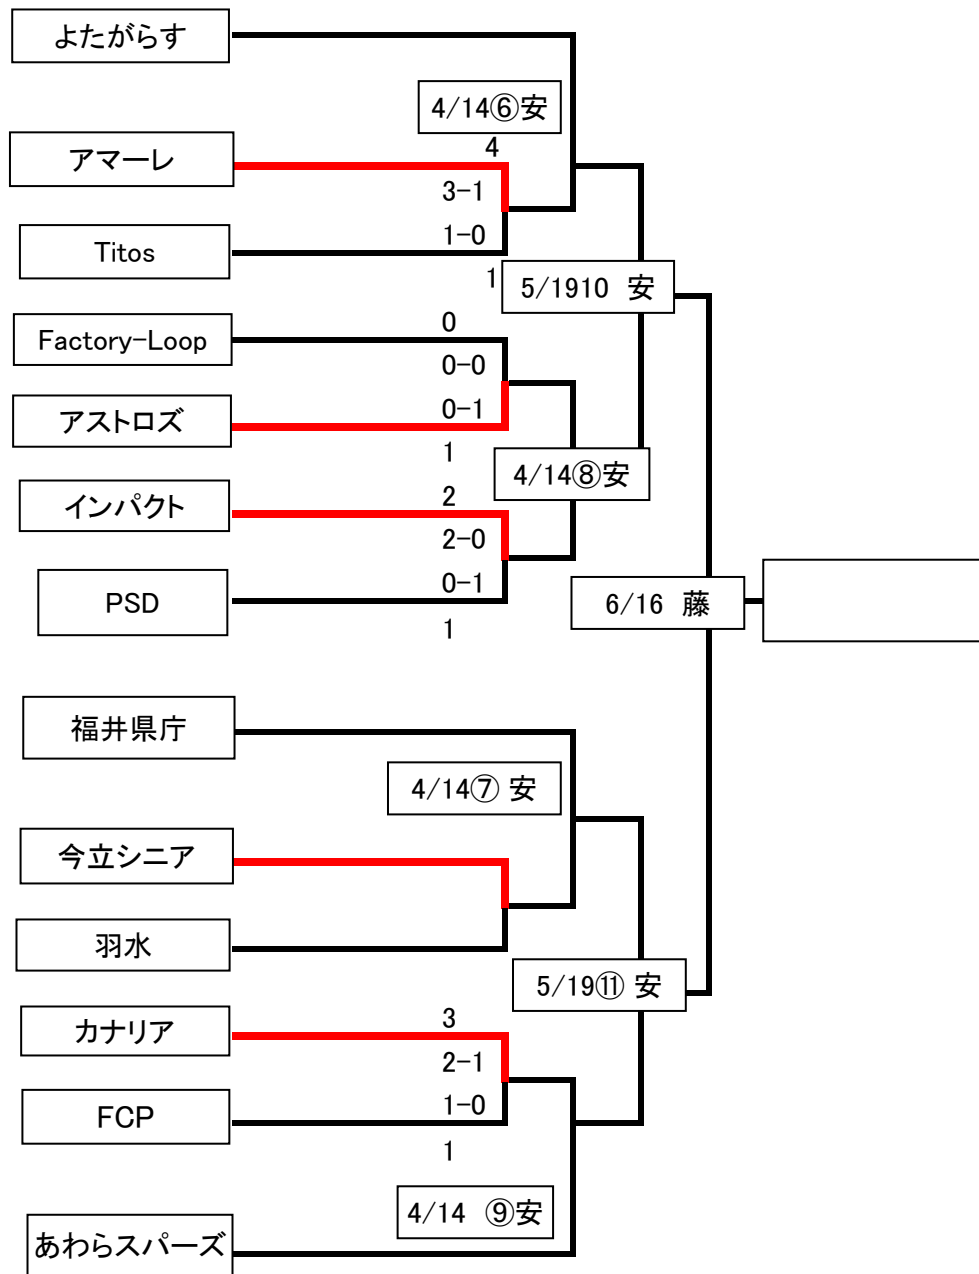 よたがらす
4/14⑥安
4
アマーレ
3-1
1-0
Titos
1
5/1910 安
0
Factory-Loop
0-0
0-1
アストロズ
1
4/14⑧安
2
インパクト
2-0
0-1
PSD
6/16 藤
1
福井県庁
4/14⑦ 安
今立シニア
羽水
5/19⑪ 安
3
カナリア
2-1
1-0
FCP
1
4/14 ⑨安
あわらスパーズ